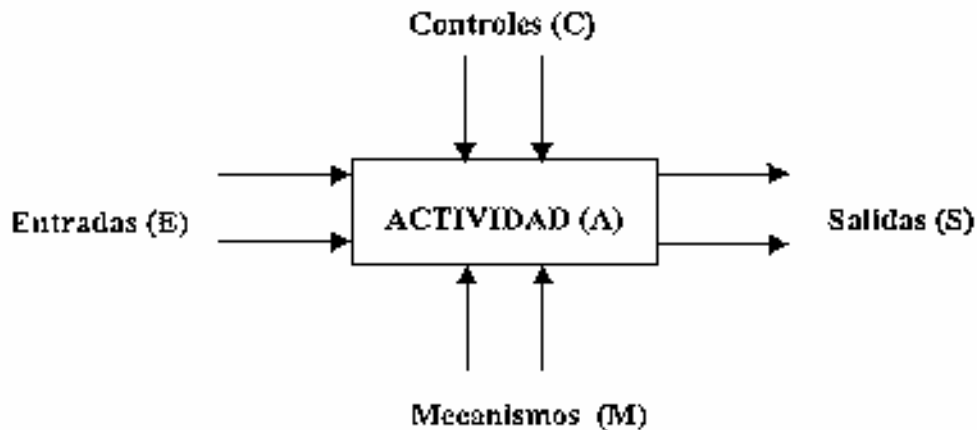 Controles (C)
Entradas (E)
ACTIVIDAD (A)
Salidas (S)
Mecanismos (M)